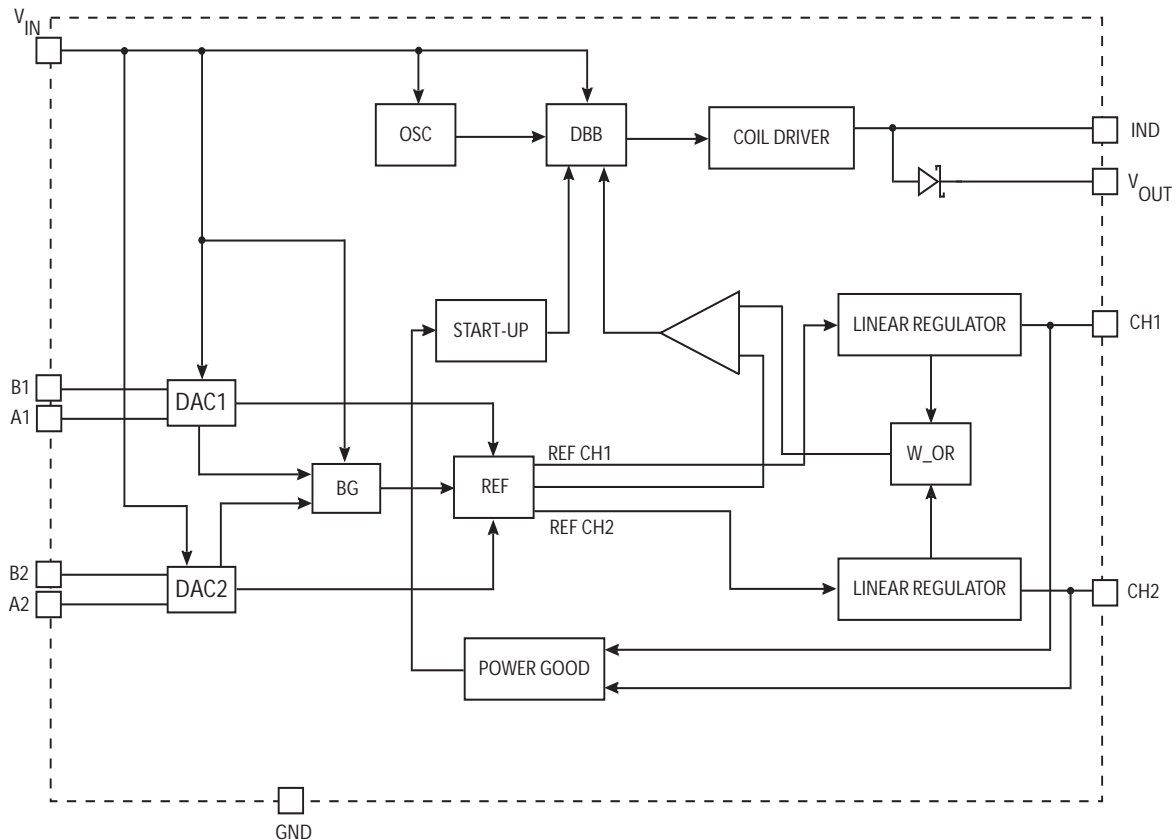 VIN
OSC
DBB
COIL DRIVER
IND
VOUT
START-UP
LINEAR REGULATOR
CH1
B1
A1
DAC1
W_OR
REF CH1
BG
REF
REF CH2
B2
A2
DAC2
LINEAR REGULATOR
CH2
POWER GOOD
GND